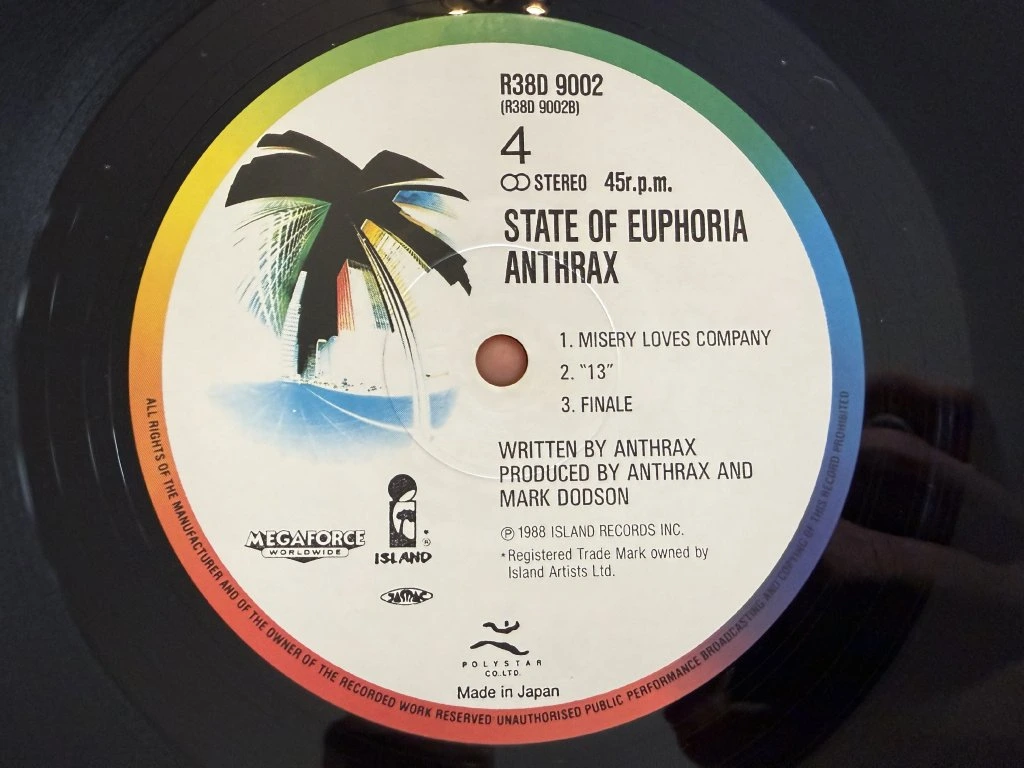 R38D 9002
(R38D 9002B)
4
STEREO 45r.p.m.
STATE OF EUPHORIA
ANTHRAX
1. MISERY LOVES COMPANY
2. "13"
3. FINALE
WRITTEN BY ANTHRAX
PRODUCED BY ANTHRAX AND
MARK DODSON
℗ 1988 ISLAND RECORDS INC.
*Registered Trade Mark owned by
Island Artists Ltd.
MEGAFORCE
WORLDWIDE
* ®
ISLAND
JASRAC
POLYSTAR
CO.LTD.
Made in Japan
ALL RIGHTS OF THE MANUFACTURER AND OF THE OWNER OF THE RECORDED WORK RESERVED UNAUTHORISED PUBLIC PERFORMANCE BROADCASTING AND COPYING OF THIS RECORD PROHIBITED